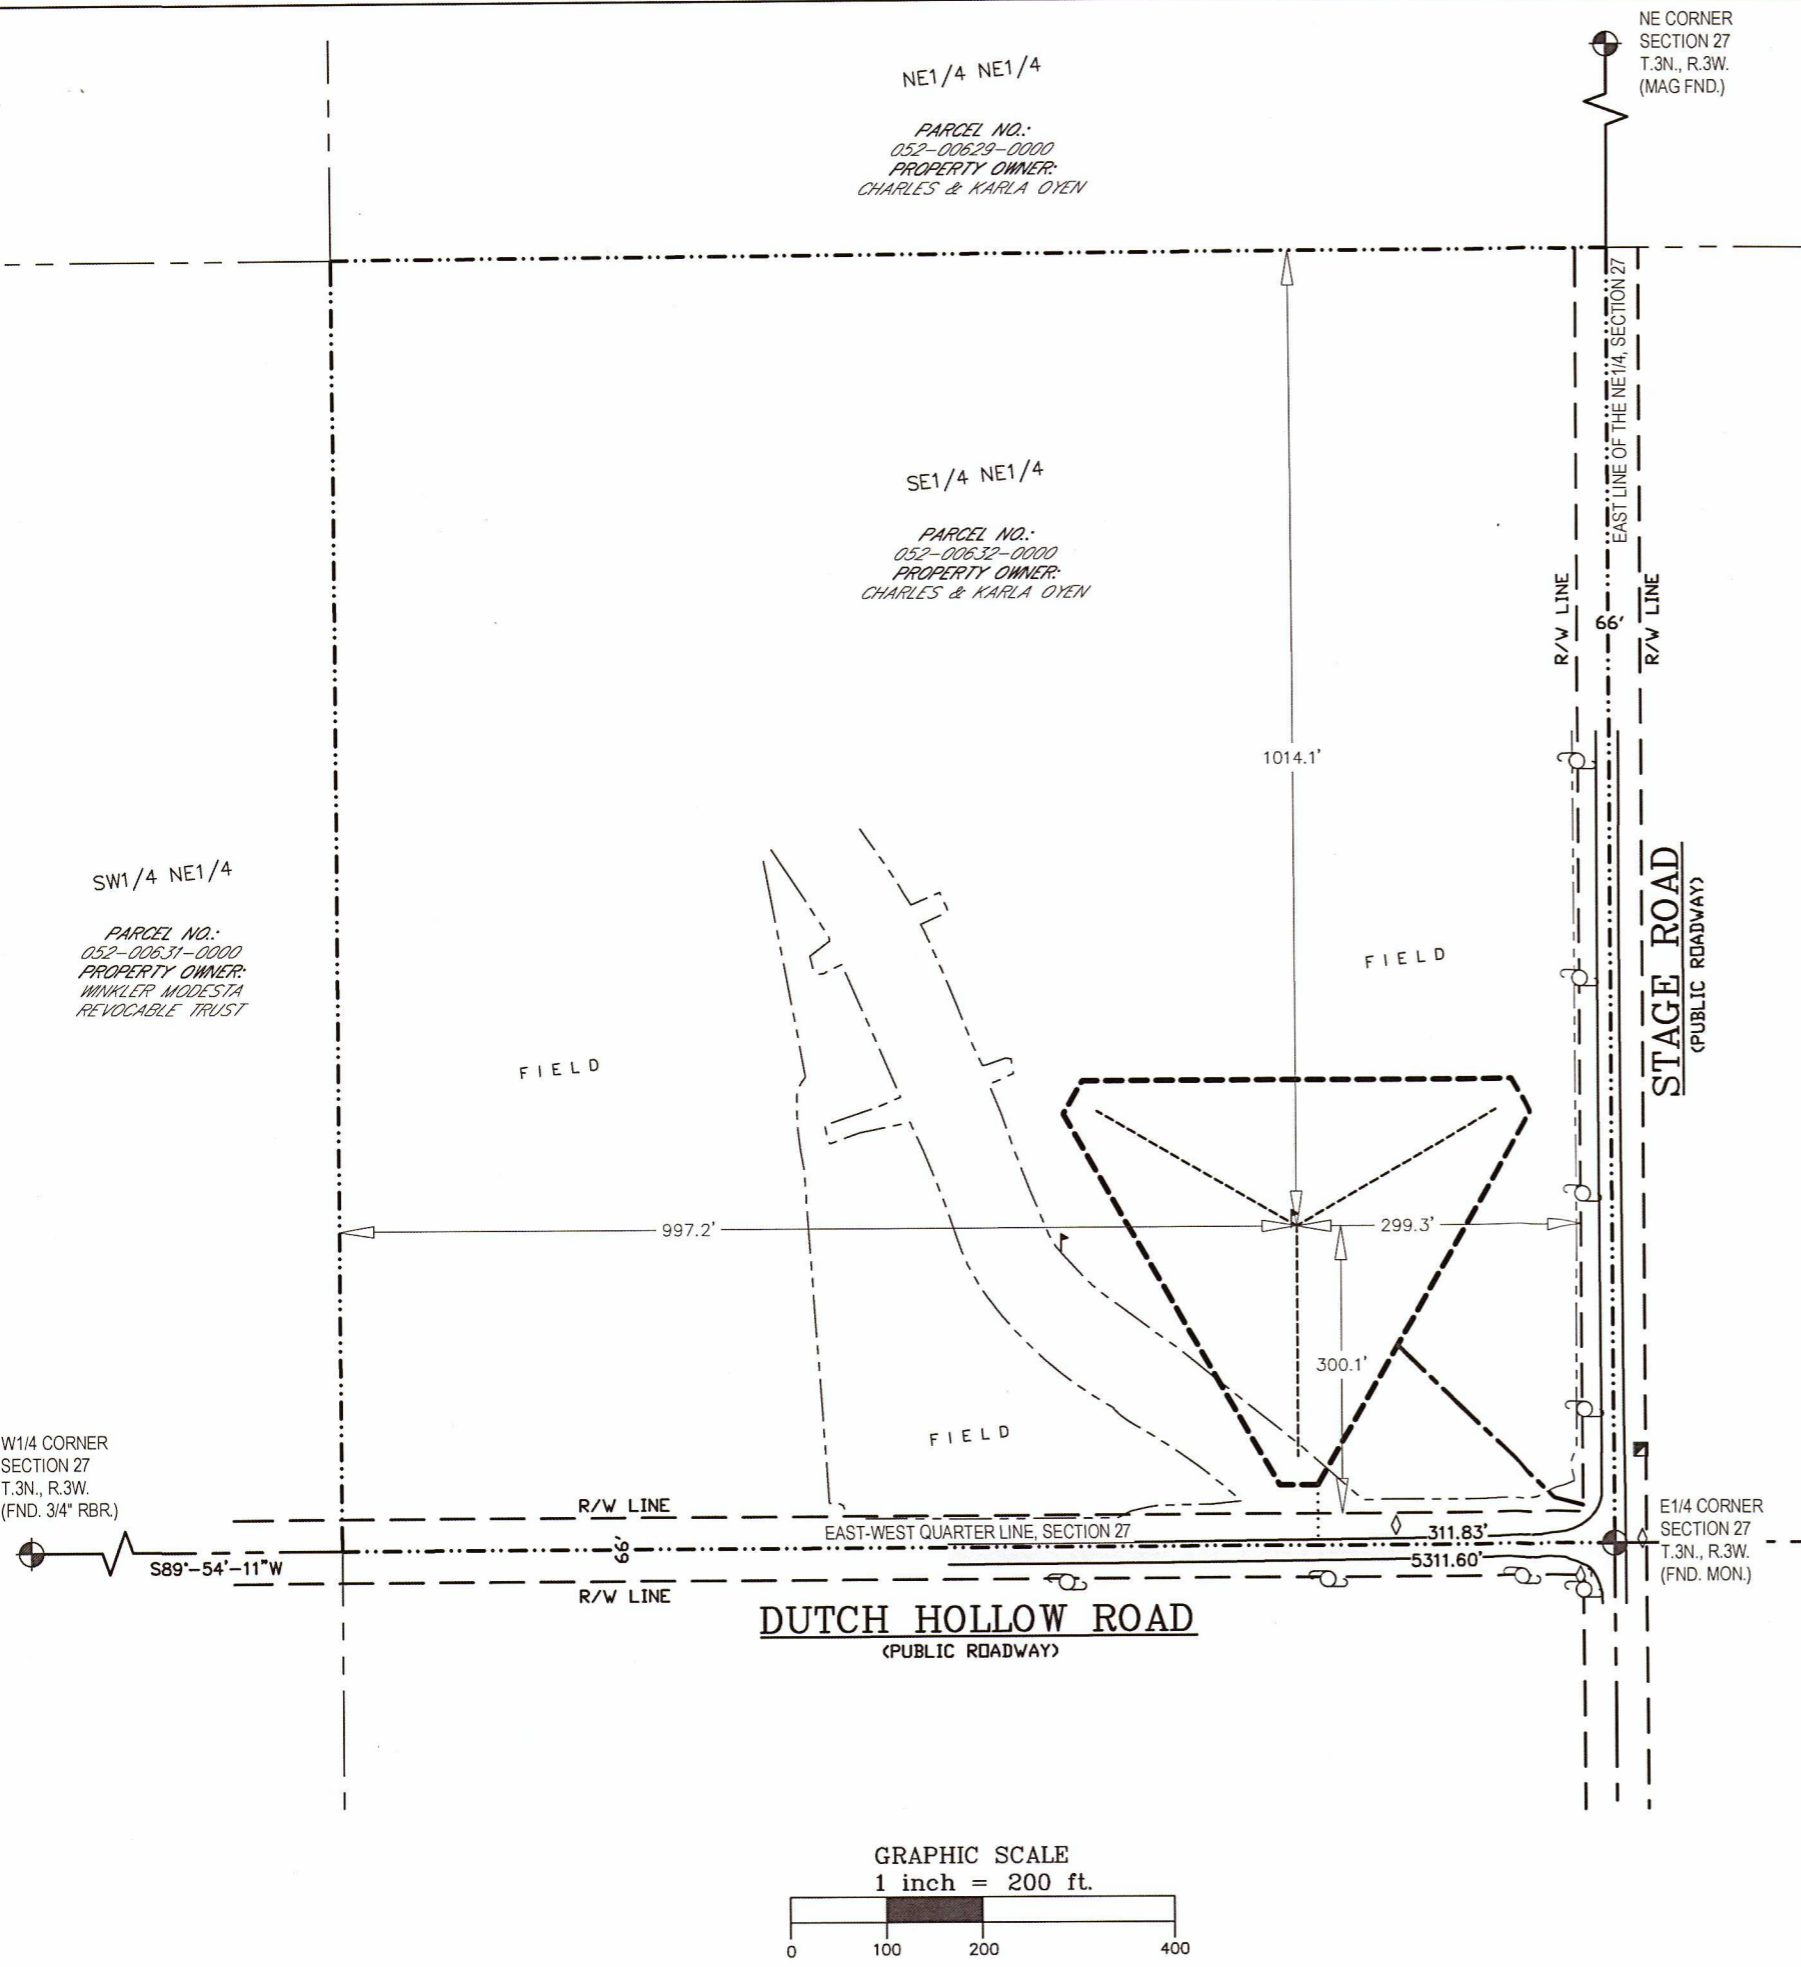 NE CORNER
SECTION 27
T.3N., R.3W.
(MAG FND.)
NE1/4 NE1/4
PARCEL NO.:
052-00629-0000
PROPERTY OWNER:
CHARLES & KARLA OYEN
EAST LINE OF THE NE1/4, SECTION 27
SE1/4 NE1/4
PARCEL NO.:
052-00632-0000
PROPERTY OWNER:
CHARLES & KARLA OYEN
R/W LINE
66'
R/W LINE
1014.1'
STAGE ROAD
(PUBLIC ROADWAY)
SW1/4 NE1/4
PARCEL NO.:
052-00631-0000
PROPERTY OWNER:
WINKLER MODESTA
REVOCABLE TRUST
FIELD
FIELD
997.2'
299.3'
300.1'
FIELD
W1/4 CORNER
SECTION 27
T.3N., R.3W.
(FND. 3/4" RBR.)
R/W LINE
EAST-WEST QUARTER LINE, SECTION 27
311.83'
E1/4 CORNER
SECTION 27
T.3N., R.3W.
(FND. MON.)
66'
S89°-54'-11"W
5311.60'
R/W LINE
DUTCH HOLLOW ROAD
(PUBLIC ROADWAY)
GRAPHIC SCALE
1 inch = 200 ft.
0 100 200 400